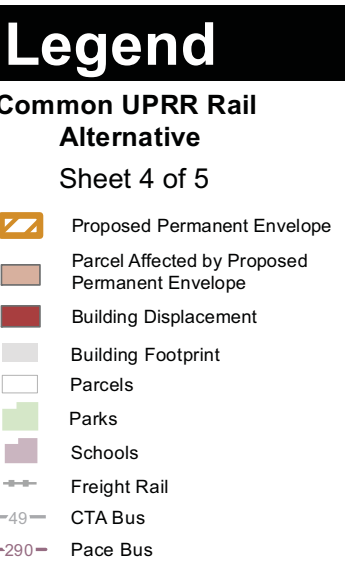 Legend
Common UPRR Rail
Alternative
Sheet 4 of 5
Proposed Permanent Envelope
Parcel Affected by Proposed
Permanent Envelope
Building Displacement
Building Footprint
Parcels
Parks
Schools
Freight Rail
49 CTA Bus
290 Pace Bus